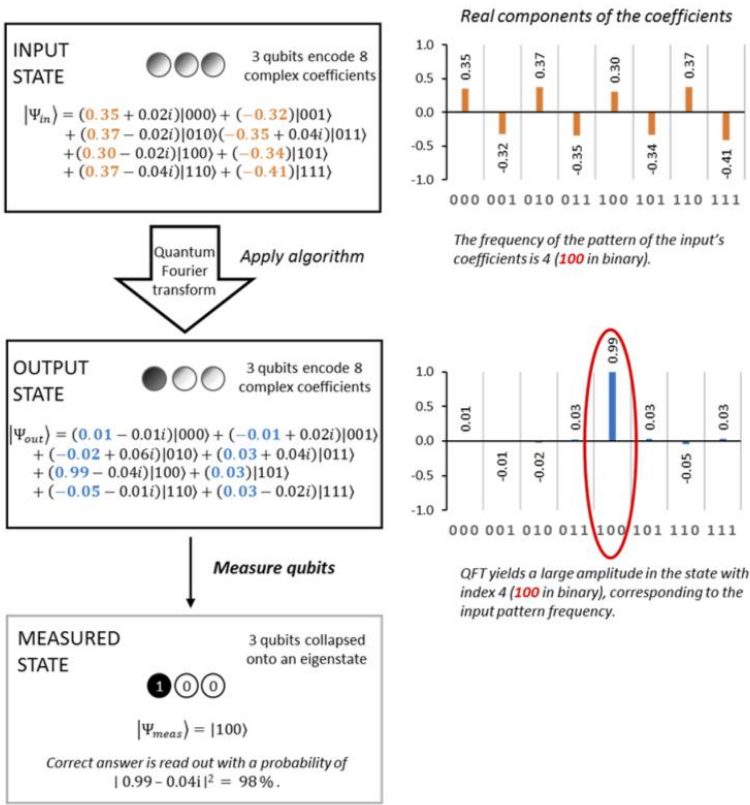 INPUT
STATE
3 qubits encode 8
complex coefficients
|Ψin⟩ = (0.35 + 0.02i)|000⟩ + (−0.32)|001⟩
+ (0.37 − 0.02i)|010⟩(−0.35 + 0.04i)|011⟩
+(0.30 − 0.02i)|100⟩ + (−0.34)|101⟩
+ (0.37 − 0.04i)|110⟩ + (−0.41)|111⟩
Real components of the coefficients
1.0
0.5
0.0
-0.5
-1.0
0.35
-0.32
0.37
-0.35
0.30
-0.34
0.37
-0.41
000 001 010 011 100 101 110 111
The frequency of the pattern of the input's
coefficients is 4 (100 in binary).
Quantum
Fourier
transform
Apply algorithm
OUTPUT
STATE
3 qubits encode 8
complex coefficients
|Ψout⟩ = (0.01 − 0.01i)|000⟩ + (−0.01 + 0.02i)|001⟩
+ (−0.02 + 0.06i)|010⟩ + (0.03 + 0.04i)|011⟩
+ (0.99 − 0.04i)|100⟩ + (0.03)|101⟩
+ (−0.05 − 0.01i)|110⟩ + (0.03 − 0.02i)|111⟩
1.0
0.5
0.0
-0.5
-1.0
0.01
-0.01
-0.02
0.03
0.99
0.03
-0.05
0.03
000 001 010 011 100 101 110 111
QFT yields a large amplitude in the state with
index 4 (100 in binary), corresponding to the
input pattern frequency.
Measure qubits
MEASURED
STATE
3 qubits collapsed
onto an eigenstate
1 0 0
|Ψmeas⟩ = |100⟩
Correct answer is read out with a probability of
| 0.99 – 0.04i |² = 98%.